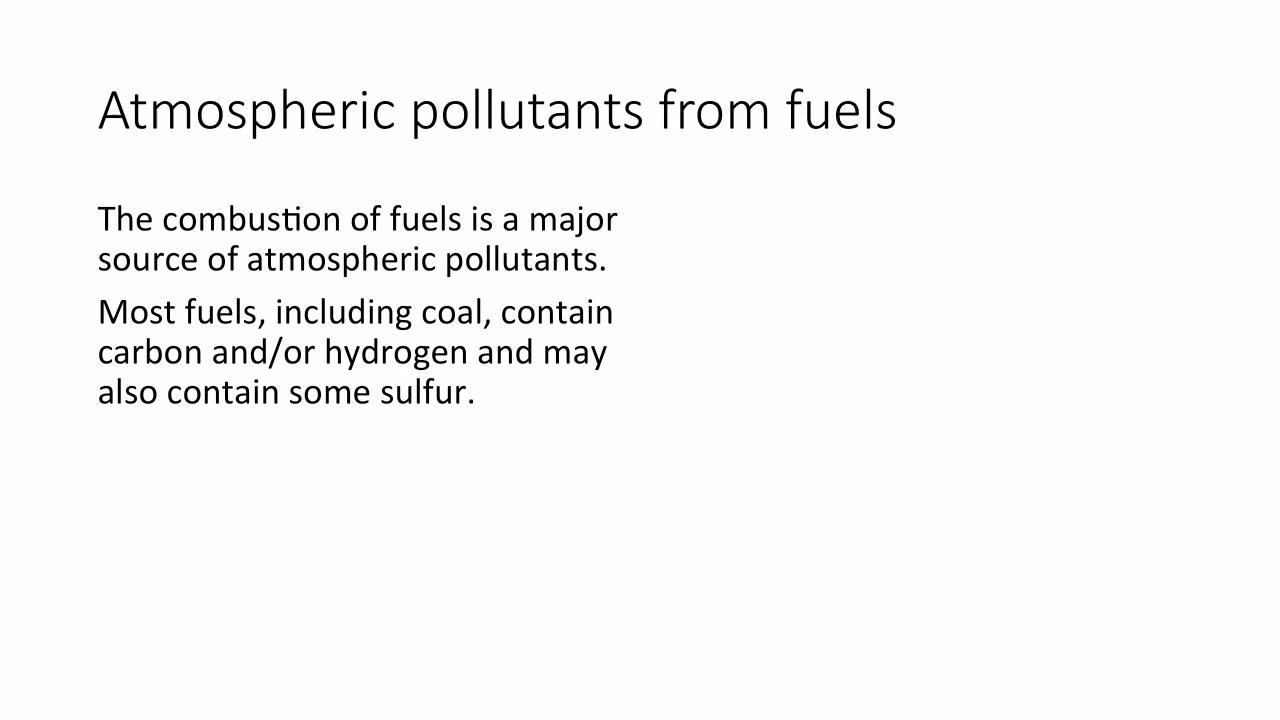 Atmospheric pollutants from fuels
The combustion of fuels is a major
source of atmospheric pollutants.
Most fuels, including coal, contain
carbon and/or hydrogen and may
also contain some sulfur.